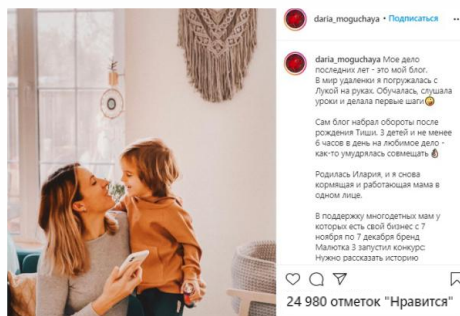 daria_moguchaya • Подписаться ...
daria_moguchaya Мое дело
последних лет - это мой блог.
В мир удаленки я погружалась с
Лукой на руках. Обучалась, слушала
уроки и делала первые шаги😜
Сам блог набрал обороты после
рождения Тиши. 3 детей и не менее
6 часов в день на любимое дело -
как-то умудрялась совмещать
Родилась Илария, и я снова
кормящая и работающая мама в
одном лице.
В поддержку многодетных мам у
которых есть свой бизнес с 7
ноября по 7 декабря бренд
Малютка 3 запустил конкурс:
Нужно рассказать историю
24 980 отметок "Нравится"